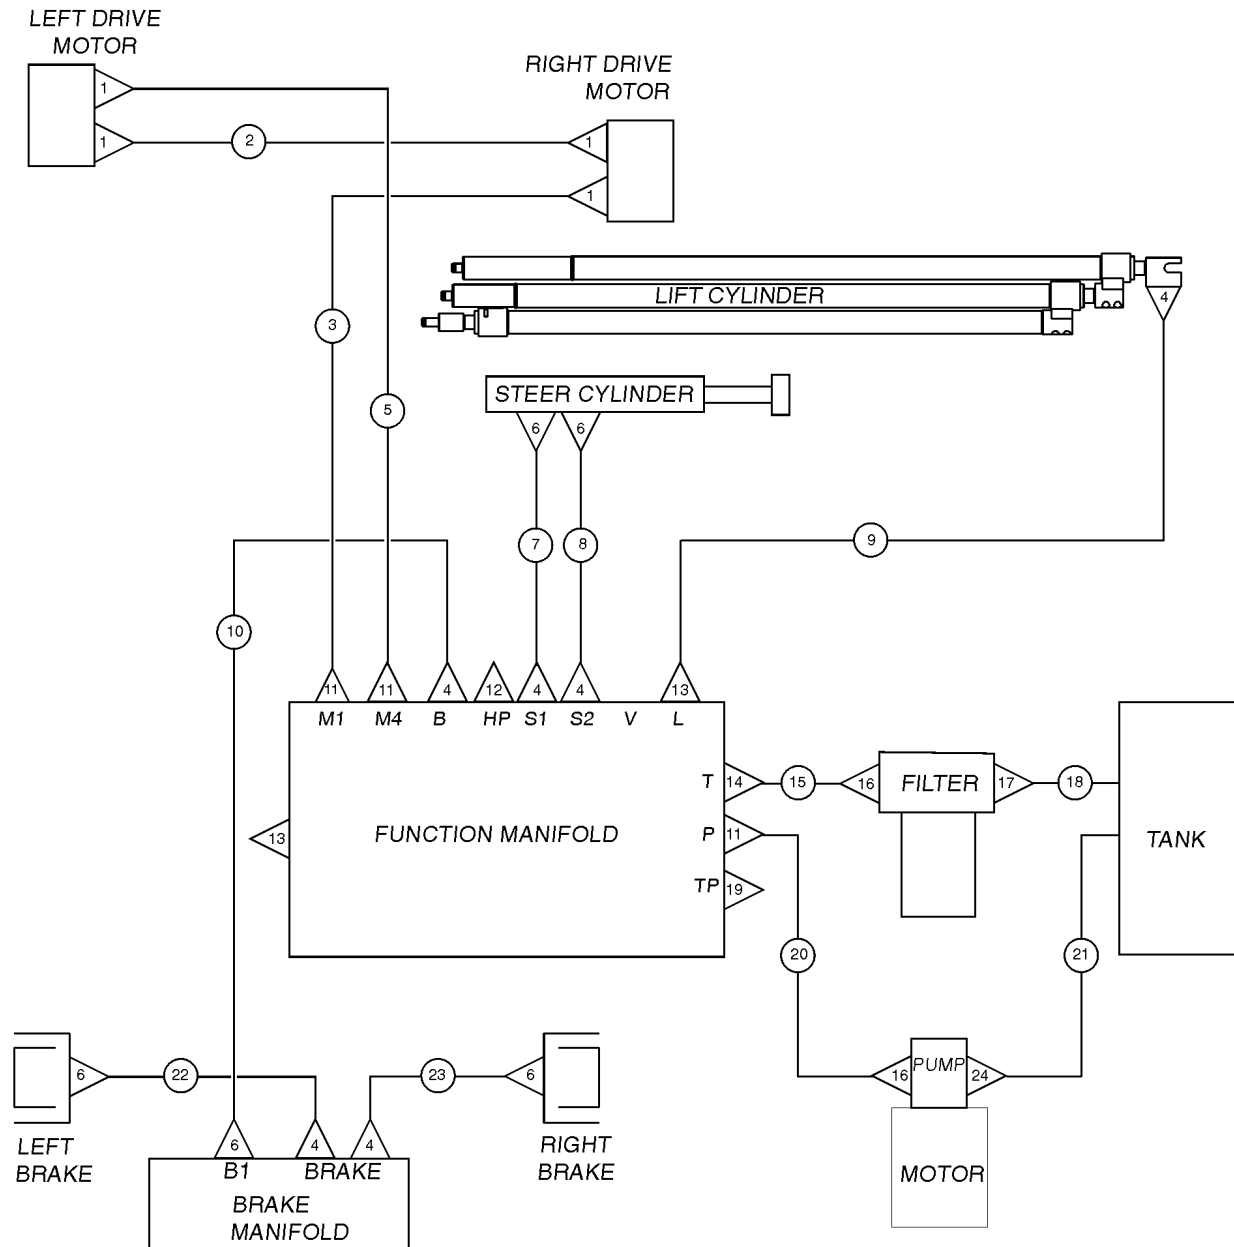 LEFT DRIVE
MOTOR
RIGHT DRIVE
MOTOR
1
1
2
1
1
LIFT CYLINDER
4
3
STEER CYLINDER
5
6
6
7
8
9
10
11
11
4
12
4
4
13
M1
M4
B
HP
S1
S2
V
L
T
14
15
16
FILTER
17
18
13
FUNCTION MANIFOLD
P
11
TANK
TP
19
20
21
6
22
23
6
16
PUMP
24
LEFT
BRAKE
6
4
4
RIGHT
BRAKE
B1
BRAKE
MOTOR
BRAKE
MANIFOLD